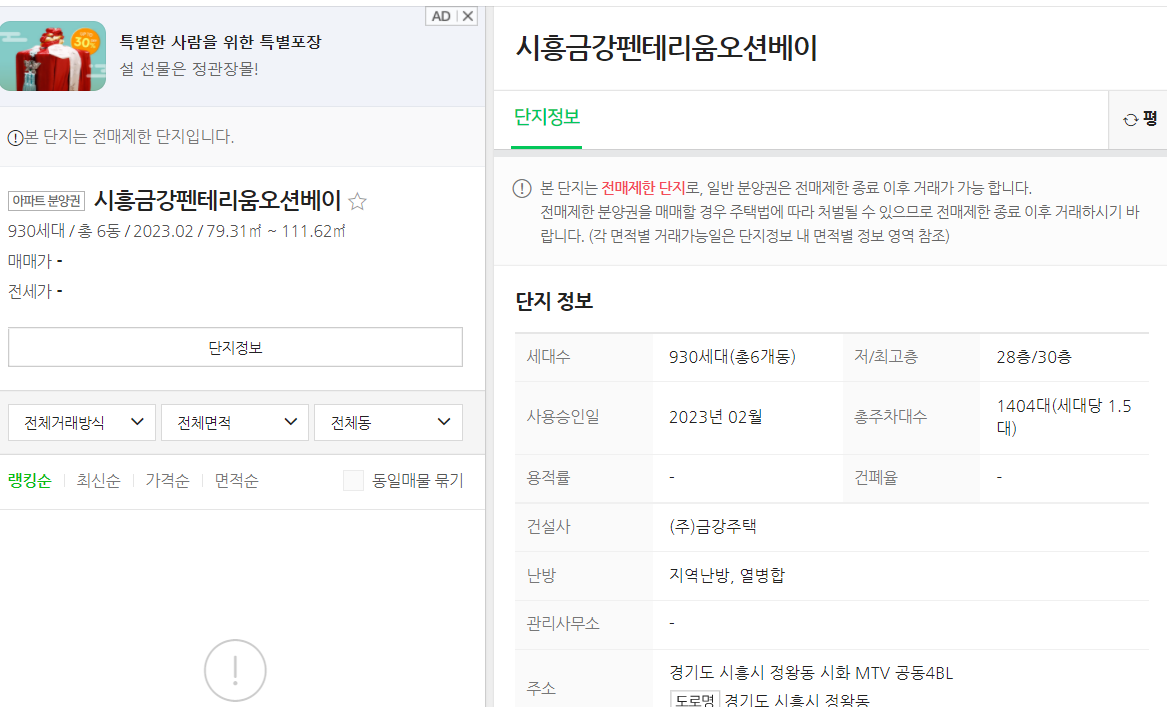 AD
UP TO
30%
특별한 사람을 위한 특별포장
설 선물은 정관장몰!
본 단지는 전매제한 단지입니다.
아파트 분양권 시흥금강펜테리움오션베이
930세대 / 총 6동 / 2023.02 / 79.31㎡ ~ 111.62㎡
매매가 -
전세가 -
단지정보
전체거래방식 전체면적 전체동
랭킹순 최신순 가격순 면적순 동일매물 묶기
시흥금강펜테리움오션베이
단지정보 평
본 단지는 전매제한 단지로, 일반 분양권은 전매제한 종료 이후 거래가 가능 합니다.
전매제한 분양권을 매매할 경우 주택법에 따라 처벌될 수 있으므로 전매제한 종료 이후 거래하시기 바
랍니다. (각 면적별 거래가능일은 단지정보 내 면적별 정보 영역 참조)
단지 정보
세대수 930세대(총6개동) 저/최고층 28층/30층
사용승인일 2023년 02월 총주차대수 1404대(세대당 1.5
대)
용적률 - 건폐율 -
건설사 (주)금강주택
난방 지역난방, 열병합
관리사무소 -
주소 경기도 시흥시 정왕동 시화 MTV 공동4BL
도로명 경기도 시흥시 정왕동